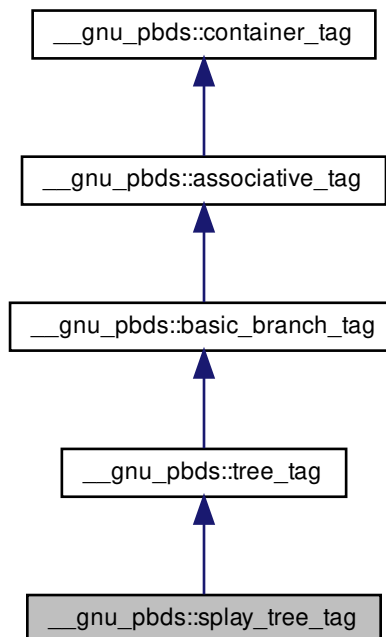 __gnu_pbds::container_tag
__gnu_pbds::associative_tag
__gnu_pbds::basic_branch_tag
__gnu_pbds::tree_tag
__gnu_pbds::splay_tree_tag